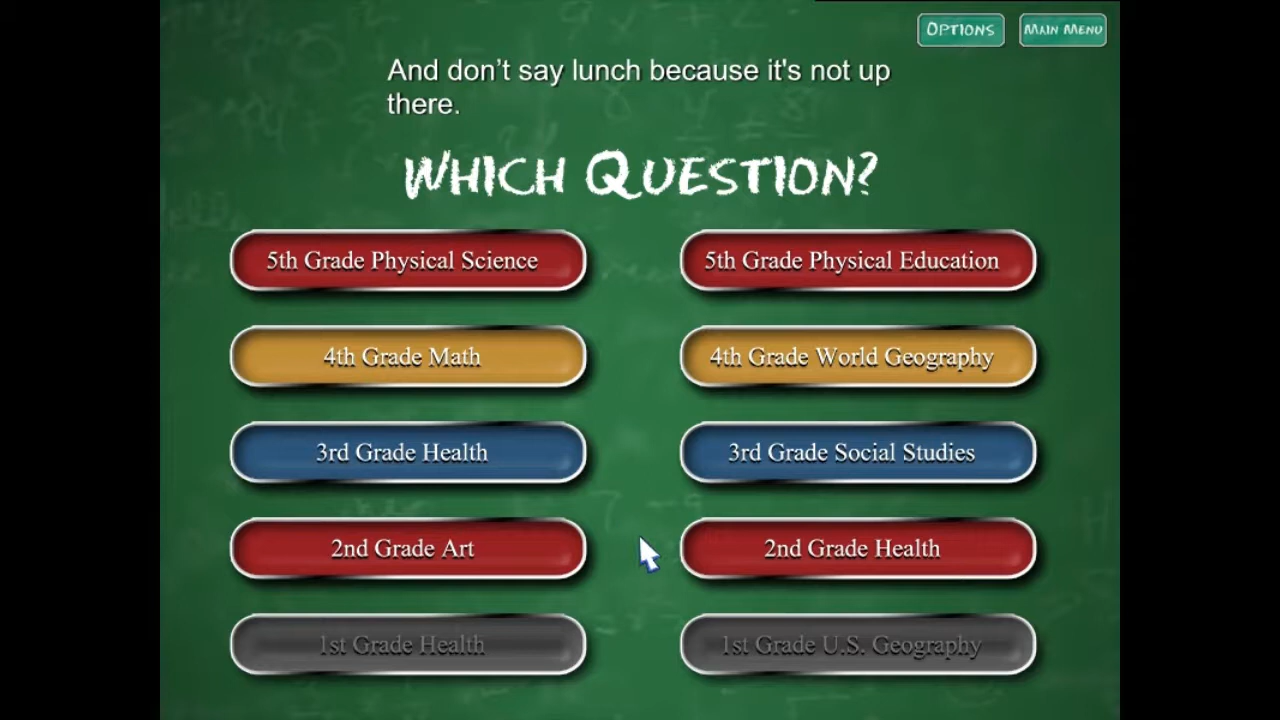 OPTIONS
MAIN MENU
And don’t say lunch because it's not up
there.
WHICH QUESTION?
5th Grade Physical Science
5th Grade Physical Education
4th Grade Math
4th Grade World Geography
3rd Grade Health
3rd Grade Social Studies
2nd Grade Art
2nd Grade Health
1st Grade Health
1st Grade U.S. Geography